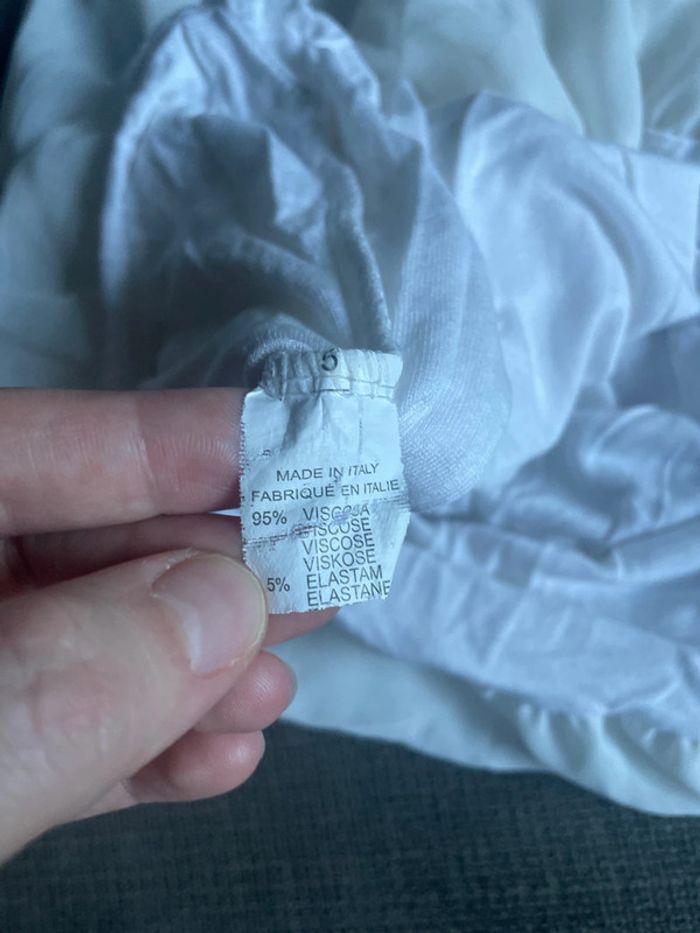 MADE IN ITALY
FABRIQUÉ EN ITALIE
95% VISCOSA
VISCOSE
VISCOSE
VISKOSE
5% ELASTAM
ELASTANE